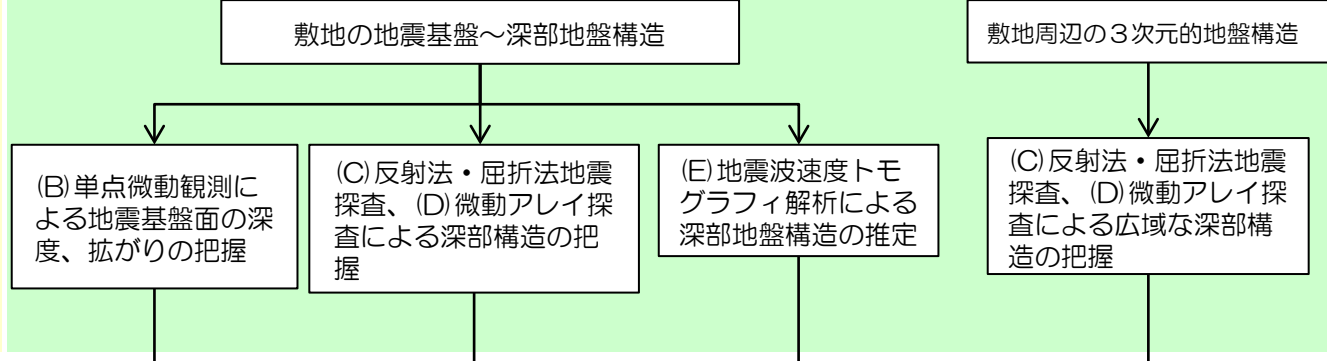 敷地の地震基盤～深部地盤構造
敷地周辺の３次元的地盤構造
(B)単点微動観測に
よる地震基盤面の深
度、拡がりの把握
(C)反射法・屈折法地震
探査、(D)微動アレイ探
査による深部構造の把
握
(E)地震波速度トモ
グラフィ解析による
深部地盤構造の推定
(C)反射法・屈折法地震
探査、(D)微動アレイ探
査による広域な深部構
造の把握